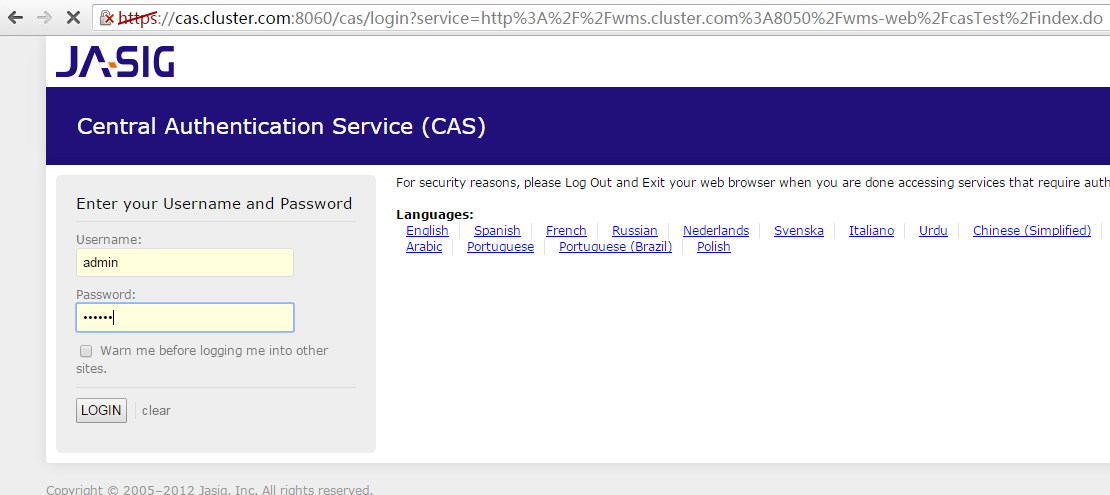 https://cas.cluster.com:8060/cas/login?service=http%3A%2F%2Fwms.cluster.com%3A8050%2Fwms-web%2FcasTest%2Findex.do
JA-SIG
Central Authentication Service (CAS)
Enter your Username and Password
Username:
admin
Password:
••••••
Warn me before logging me into other
sites.
LOGIN clear
For security reasons, please Log Out and Exit your web browser when you are done accessing services that require auth
Languages:
English Spanish French Russian Nederlands Svenska Italiano Urdu Chinese (Simplified)
Arabic Portuguese Portuguese (Brazil) Polish
Copyright © 2005–2012 Jasig, Inc. All rights reserved.